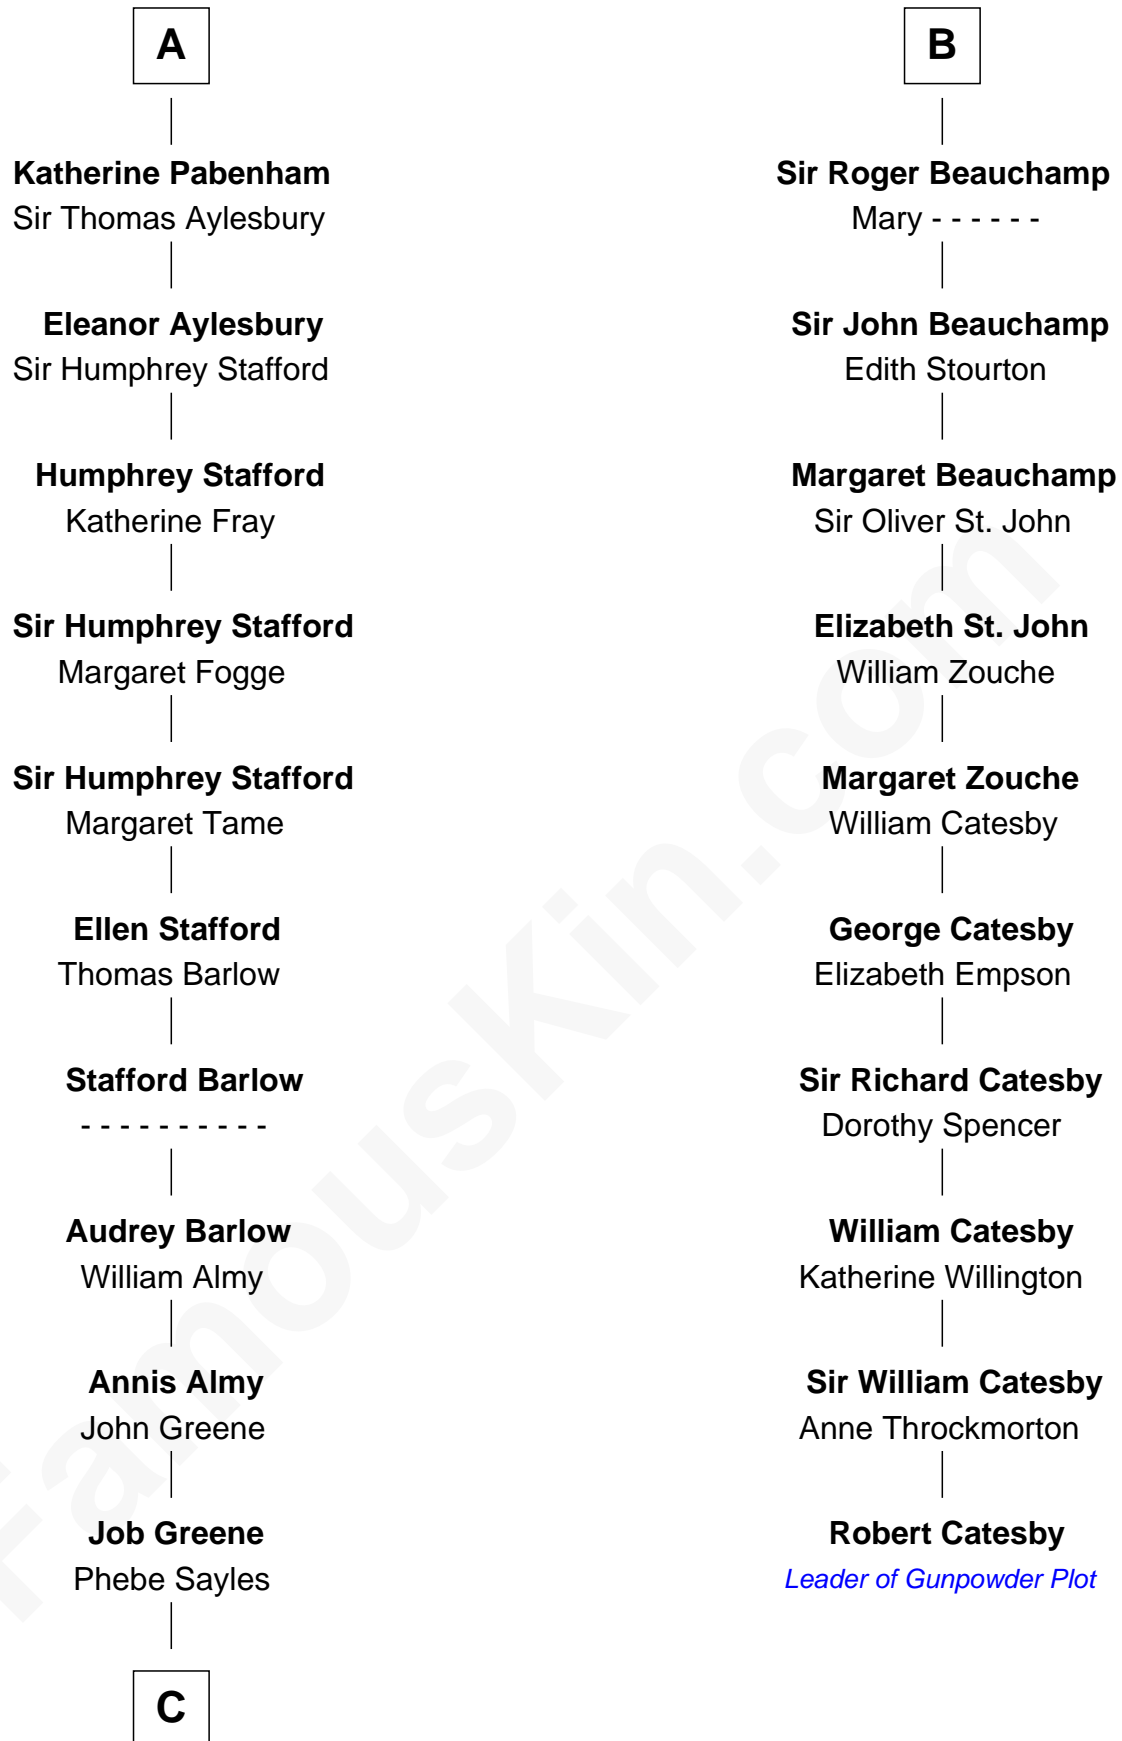 A
Katherine Pabenham
Sir Thomas Aylesbury
Eleanor Aylesbury
Sir Humphrey Stafford
Humphrey Stafford
Katherine Fray
Sir Humphrey Stafford
Margaret Fogge
Sir Humphrey Stafford
Margaret Tame
Ellen Stafford
Thomas Barlow
Stafford Barlow
- - - - - - - - - -
Audrey Barlow
William Almy
Annis Almy
John Greene
Job Greene
Phebe Sayles
C
B
Sir Roger Beauchamp
Mary - - - - - -
Sir John Beauchamp
Edith Stourton
Margaret Beauchamp
Sir Oliver St. John
Elizabeth St. John
William Zouche
Margaret Zouche
William Catesby
George Catesby
Elizabeth Empson
Sir Richard Catesby
Dorothy Spencer
William Catesby
Katherine Willington
Sir William Catesby
Anne Throckmorton
Robert Catesby
Leader of Gunpowder Plot
FamousKin.com